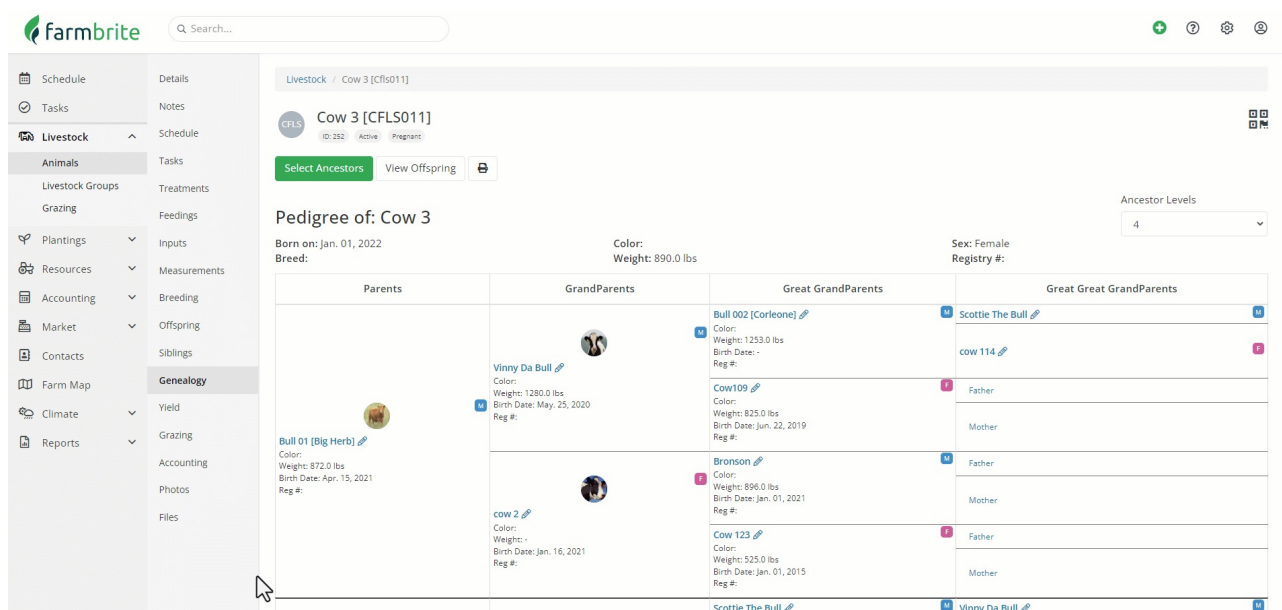 farmbrite
Search...
Schedule
Tasks
Livestock
Animals
Livestock Groups
Grazing
Plantings
Resources
Accounting
Market
Contacts
Farm Map
Climate
Reports
Details
Notes
Schedule
Tasks
Treatments
Feedings
Inputs
Measurements
Breeding
Offspring
Siblings
Genealogy
Yield
Grazing
Accounting
Photos
Files
Livestock / Cow 3 [Cfls011]
CFLS
Cow 3 [CFLS011]
ID: 252 Active Pregnant
Select Ancestors View Offspring
Ancestor Levels
4
Pedigree of: Cow 3
Born on: Jan. 01, 2022 Color: Sex: Female
Breed: Weight: 890.0 lbs Registry #:
Parents GrandParents Great GrandParents Great Great GrandParents
Bull 01 [Big Herb] M
Color:
Weight: 872.0 lbs
Birth Date: Apr. 15, 2021
Reg #:
Vinny Da Bull M
Color:
Weight: 1280.0 lbs
Birth Date: May. 25, 2020
Reg #:
cow 2 F
Color:
Weight: -
Birth Date: Jan. 16, 2021
Reg #:
Bull 002 [Corleone] M
Color:
Weight: 1253.0 lbs
Birth Date: -
Reg #:
Cow109 F
Color:
Weight: 825.0 lbs
Birth Date: Jun. 22, 2019
Reg #:
Bronson M
Color:
Weight: 896.0 lbs
Birth Date: Jan. 01, 2021
Reg #:
Cow 123 F
Color:
Weight: 525.0 lbs
Birth Date: Jan. 01, 2015
Reg #:
Scottie The Bull M
Scottie The Bull M
cow 114 F
Father
Mother
Father
Mother
Father
Mother
Vinny Da Bull M